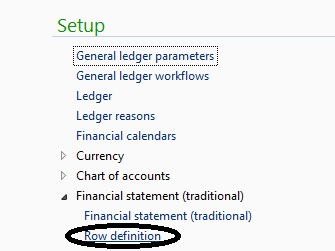 Setup
General ledger parameters
General ledger workflows
Ledger
Ledger reasons
Financial calendars
Currency
Chart of accounts
Financial statement (traditional)
Financial statement (traditional)
Row definition